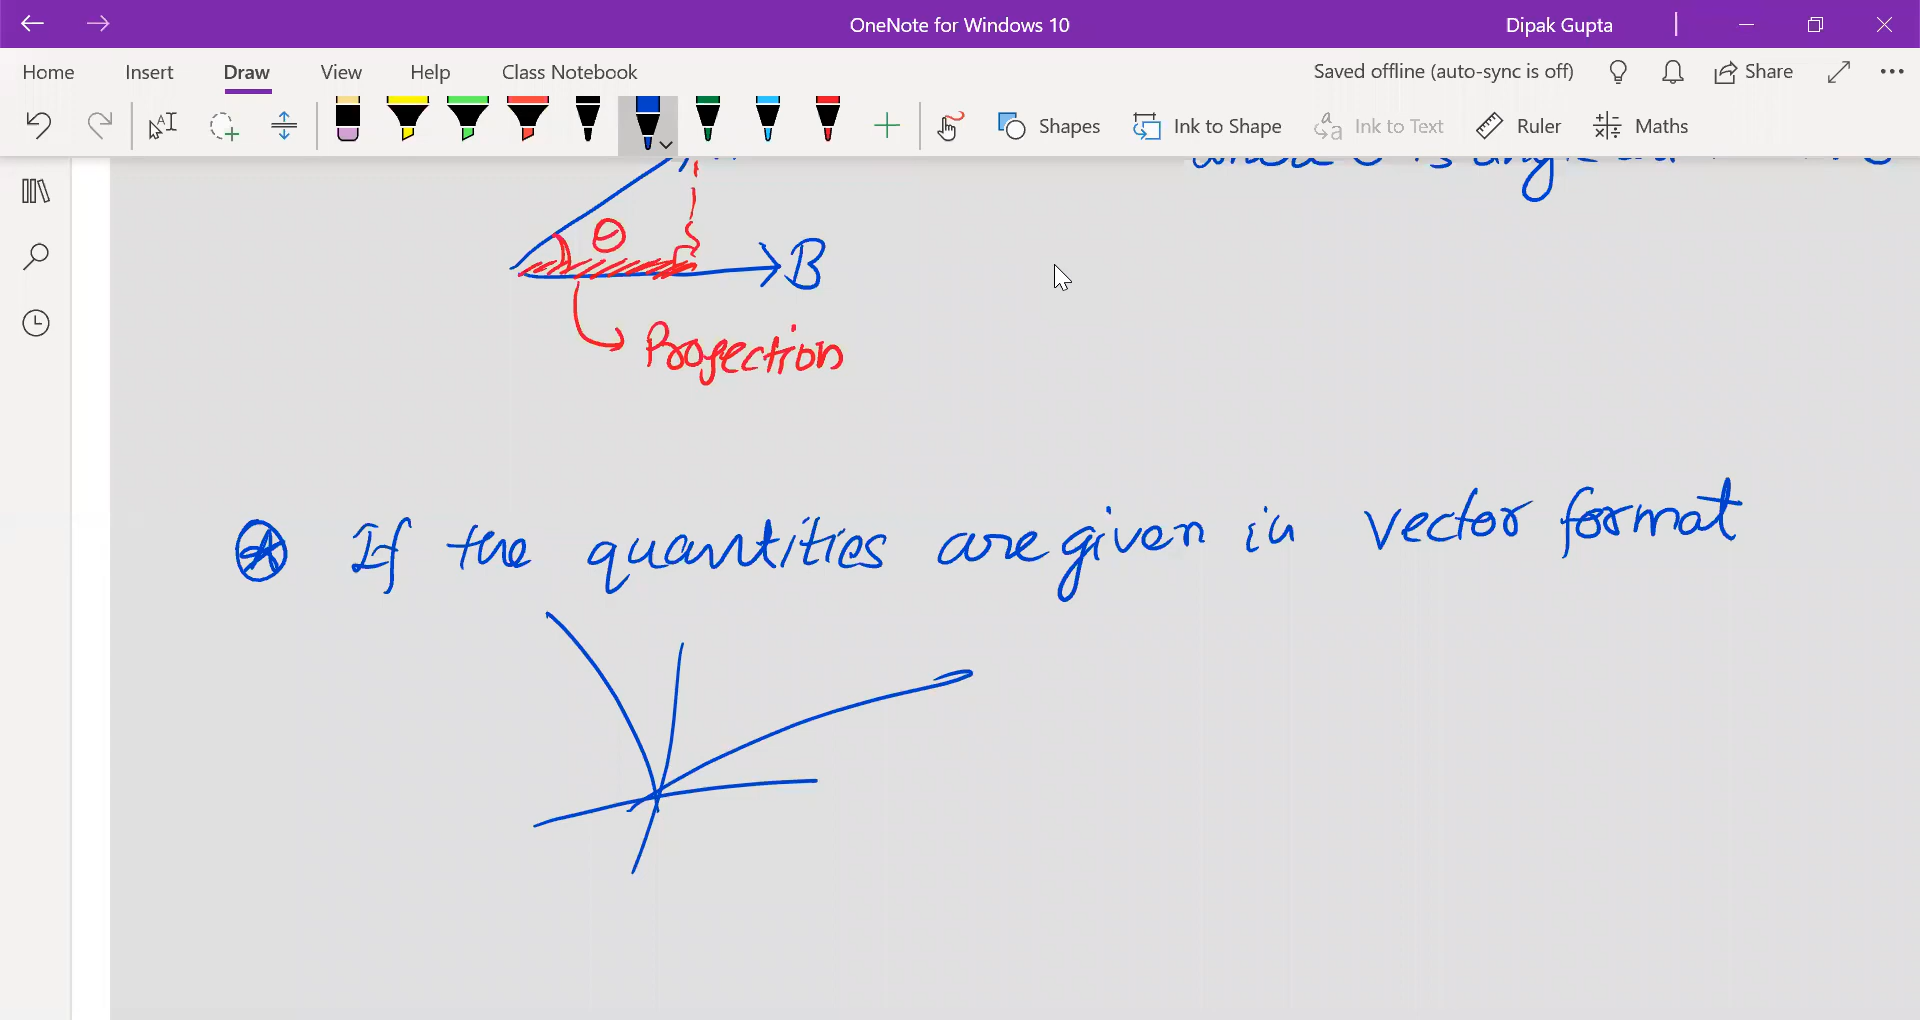 OneNote for Windows 10
Dipak Gupta
Home Insert Draw View Help Class Notebook
Saved offline (auto-sync is off) Share
Shapes Ink to Shape Ink to Text Ruler Maths
is angle
θ
B
Projection
If the quantities are given in vector format